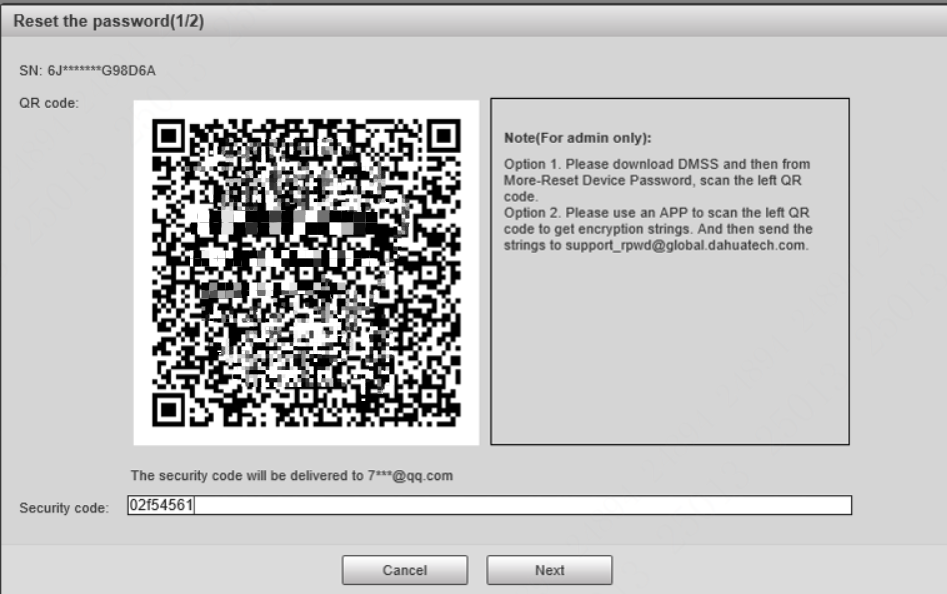 Reset the password(1/2)
SN: 6J*******G98D6A
QR code:
Note(For admin only):
Option 1. Please download DMSS and then from
More-Reset Device Password, scan the left QR
code.
Option 2. Please use an APP to scan the left QR
code to get encryption strings. And then send the
strings to support_rpwd@global.dahuatech.com.
The security code will be delivered to 7***@qq.com
Security code: 02f54561
Cancel Next